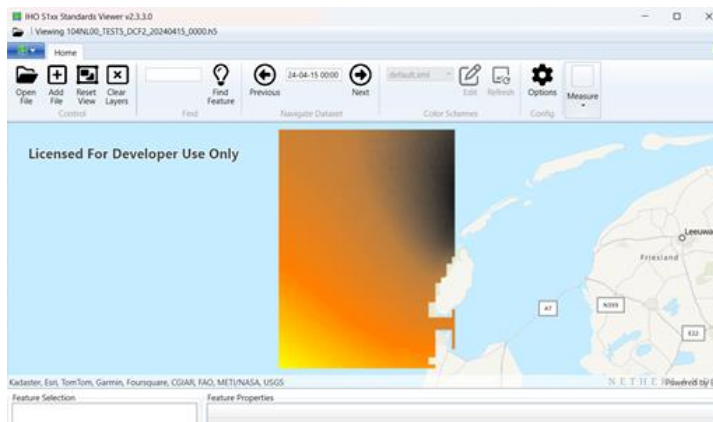 IHO S1xx Standards Viewer v2.3.3.0
Viewing 104NL00_TESTS_DCF2_20240415_0000.h5
Home
Open File
Add File
Reset View
Clear Layers
Find Feature
Previous
24-04-15 00:00
Next
default.xml
Edit
Refresh
Options
Measure
Control
Find
Navigate Dataset
Color Schemes
Config
Licensed For Developer Use Only
Leeuwa
Friesland
A7
N355
E22
Kadaster, Esri, TomTom, Garmin, Foursquare, CGIAR, FAO, METI/NASA, USGS
NETHER
Powered by E
Feature Selection
Feature Properties